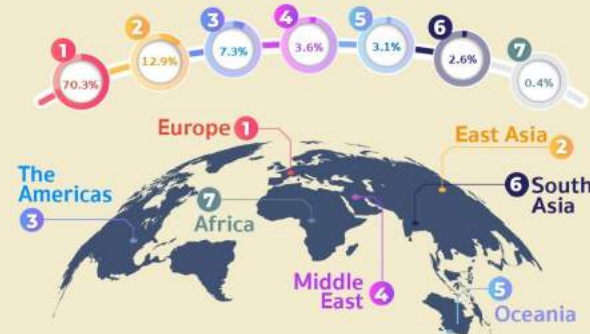 1
2
3
4
5
6
7
70.3%
12.9%
7.3%
3.6%
3.1%
2.6%
0.4%
Europe 1
East Asia
2
The
Americas
3
7
Africa
6 South
Asia
Middle
East 4
5
Oceania